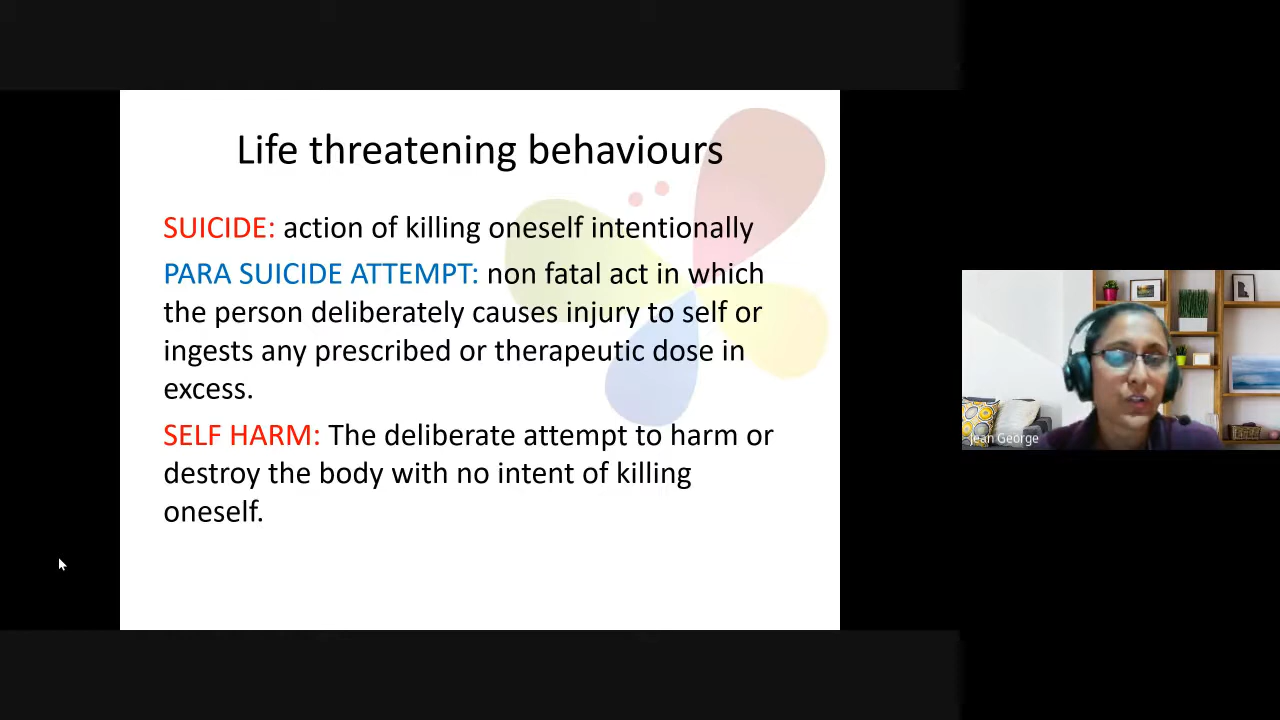 Life threatening behaviours
SUICIDE: action of killing oneself intentionally
PARA SUICIDE ATTEMPT: non fatal act in which
the person deliberately causes injury to self or
ingests any prescribed or therapeutic dose in
excess.
SELF HARM: The deliberate attempt to harm or
destroy the body with no intent of killing
oneself.
Jean George